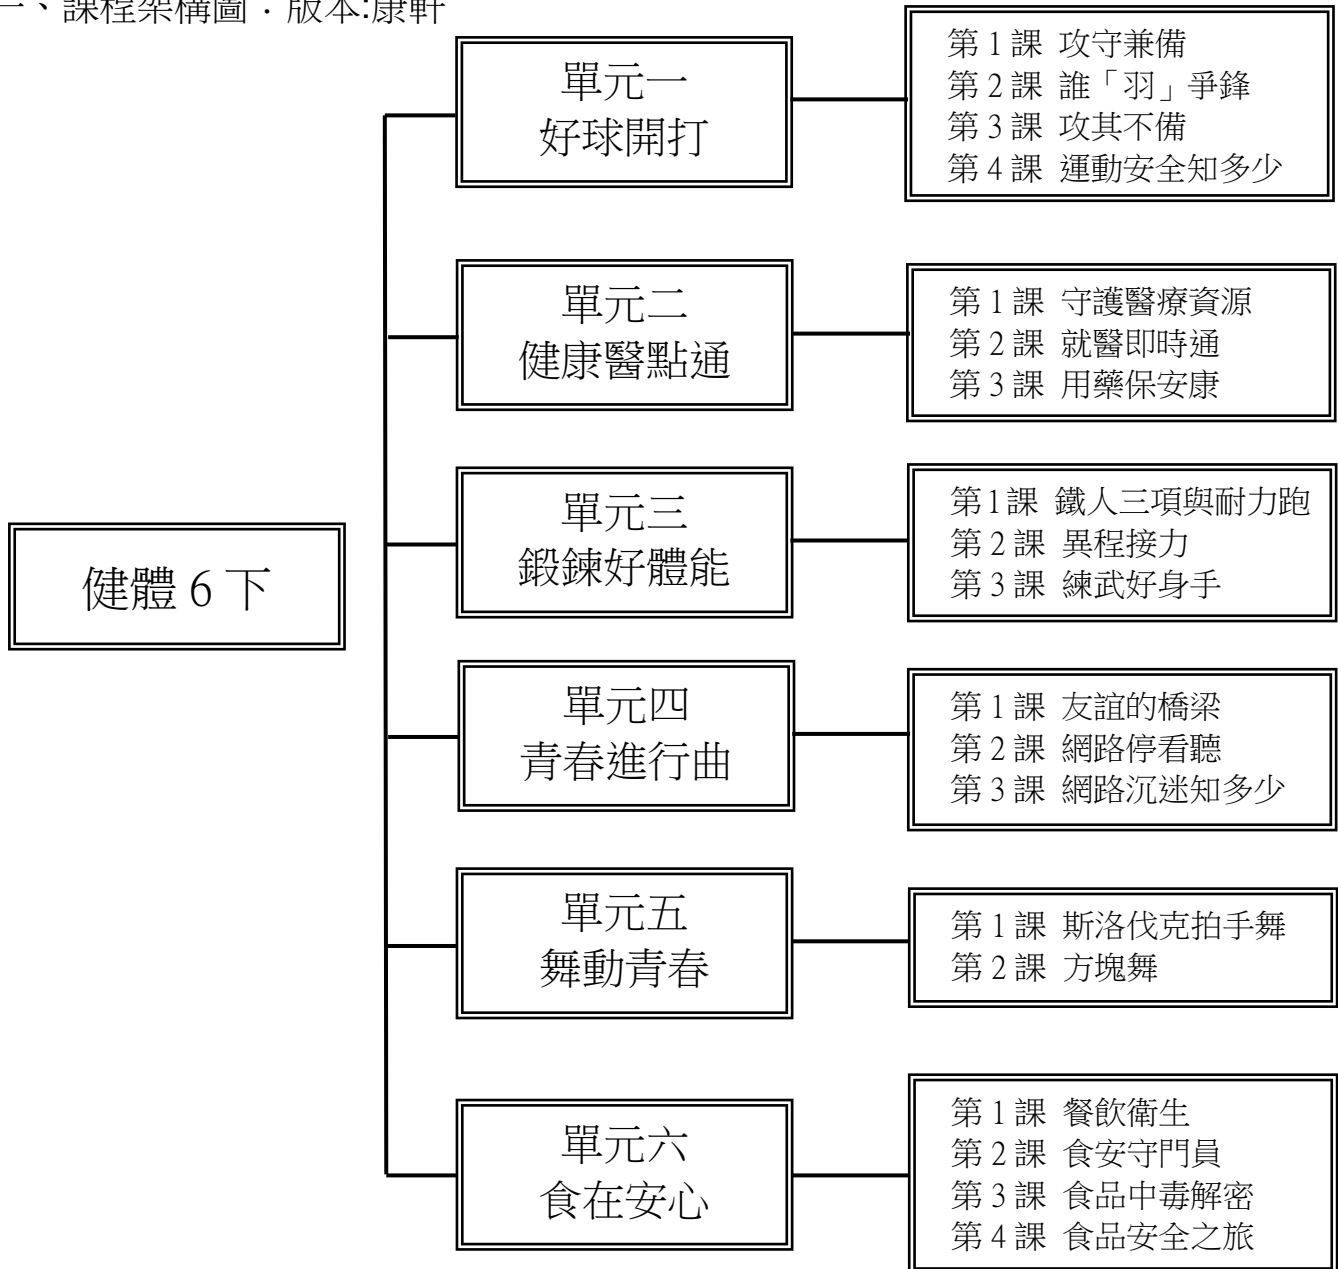 一、課程架構圖．版本:康軒
健體 6 下
單元一
好球開打
第 1 課 攻守兼備
第 2 課 誰「羽」爭鋒
第 3 課 攻其不備
第 4 課 運動安全知多少
單元二
健康醫點通
第 1 課 守護醫療資源
第 2 課 就醫即時通
第 3 課 用藥保安康
單元三
鍛鍊好體能
第 1 課 鐵人三項與耐力跑
第 2 課 異程接力
第 3 課 練武好身手
單元四
青春進行曲
第 1 課 友誼的橋梁
第 2 課 網路停看聽
第 3 課 網路沉迷知多少
單元五
舞動青春
第 1 課 斯洛伐克拍手舞
第 2 課 方塊舞
單元六
食在安心
第 1 課 餐飲衛生
第 2 課 食安守門員
第 3 課 食品中毒解密
第 4 課 食品安全之旅